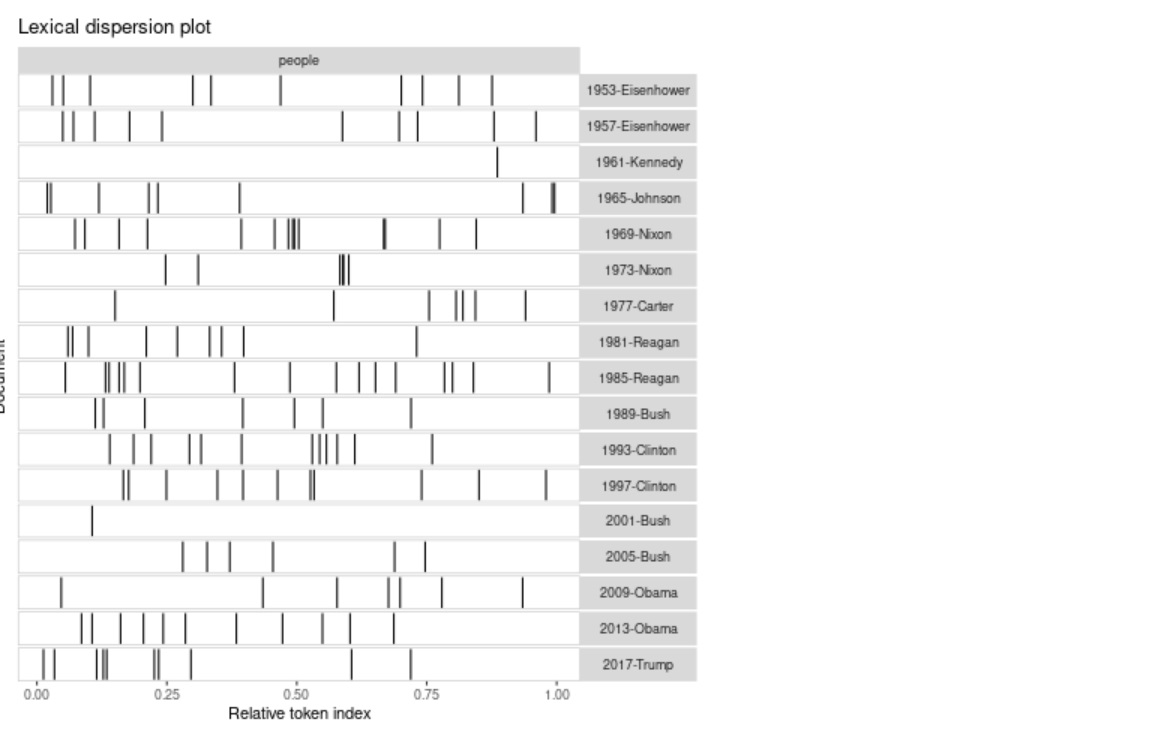 Lexical dispersion plot
people
1953-Eisenhower
1957-Eisenhower
1961-Kennedy
1965-Johnson
1969-Nixon
1973-Nixon
1977-Carter
1981-Reagan
1985-Reagan
1989-Bush
1993-Clinton
1997-Clinton
2001-Bush
2005-Bush
2009-Obama
2013-Obama
2017-Trump
0.00 0.25 0.50 0.75 1.00
Relative token index